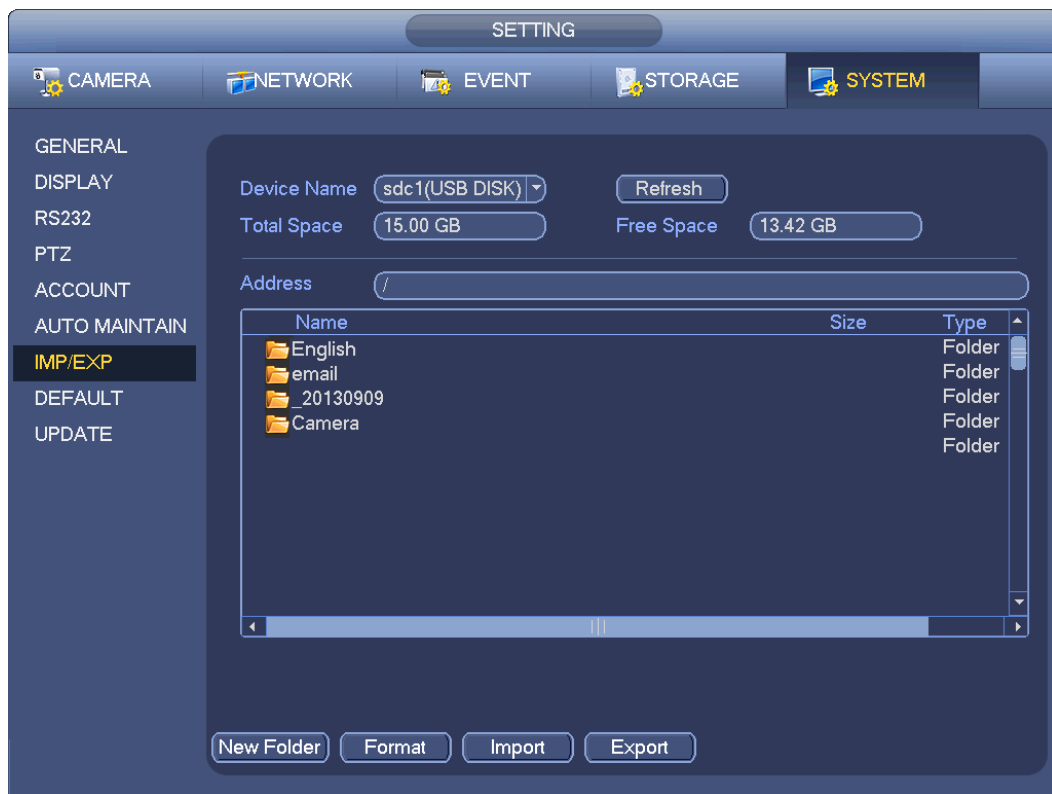 SETTING
CAMERA NETWORK EVENT STORAGE SYSTEM
GENERAL
DISPLAY
RS232
PTZ
ACCOUNT
AUTO MAINTAIN
IMP/EXP
DEFAULT
UPDATE
Device Name sdc1(USB DISK) Refresh
Total Space 15.00 GB Free Space 13.42 GB
Address /
Name Size Type
English Folder
email Folder
_20130909 Folder
Camera Folder
Folder
New Folder Format Import Export